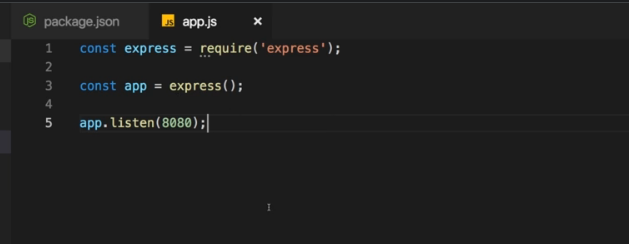 package.json app.js ×
1 const express = require('express');
2
3 const app = express();
4
5 app.listen(8080);